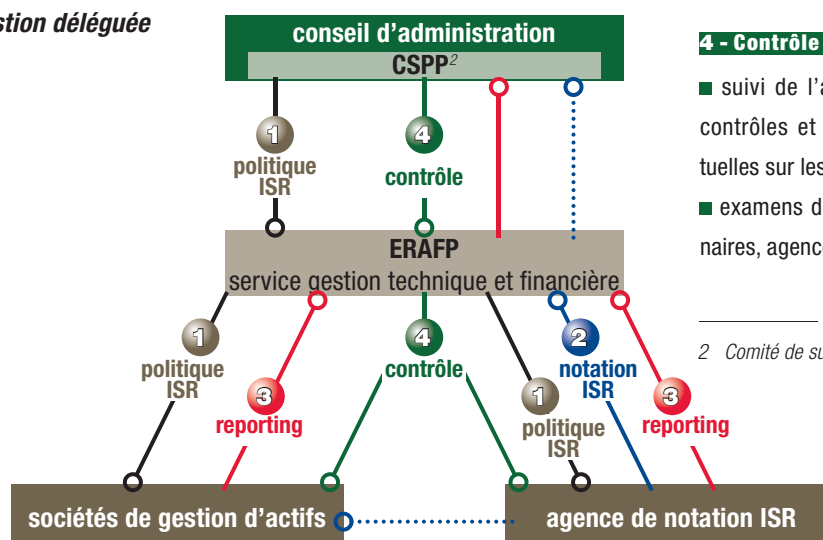 stion déléguée
conseil d'administration
CSPP2
1
politique
ISR
4
contrôle
ERAFP
service gestion technique et financière
1
politique
ISR
3
reporting
4
contrôle
1
politique
ISR
2
notation
ISR
3
reporting
sociétés de gestion d'actifs
agence de notation ISR
4 - Contrôle
suivi de l'a
contrôles et
tuelles sur les
examens d
naires, agence
2 Comité de su